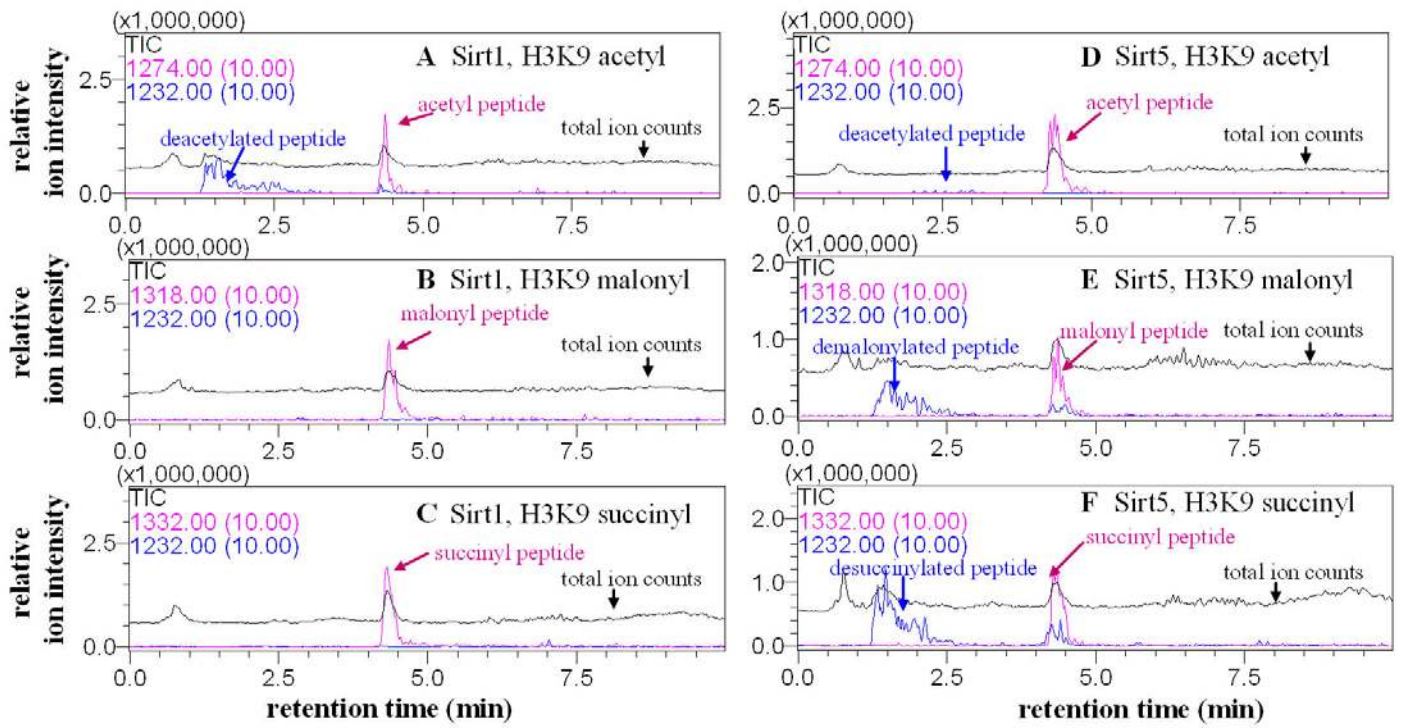 (x1,000,000)
TIC
A Sirt1, H3K9 acetyl
1274.00 (10.00)
1232.00 (10.00)
2.5
0.0
acetyl peptide
deacetylated peptide
total ion counts
0.0 2.5 5.0 7.5
relative
ion intensity
(x1,000,000)
TIC
B Sirt1, H3K9 malonyl
1318.00 (10.00)
1232.00 (10.00)
2.5
0.0
malonyl peptide
total ion counts
0.0 2.5 5.0 7.5
relative
ion intensity
(x1,000,000)
TIC
C Sirt1, H3K9 succinyl
1332.00 (10.00)
1232.00 (10.00)
2.5
0.0
succinyl peptide
total ion counts
0.0 2.5 5.0 7.5
relative
ion intensity
retention time (min)
(x1,000,000)
TIC
D Sirt5, H3K9 acetyl
1274.00 (10.00)
1232.00 (10.00)
2.5
0.0
acetyl peptide
deacetylated peptide
total ion counts
0.0 2.5 5.0 7.5
(x1,000,000)
2.0
TIC
E Sirt5, H3K9 malonyl
1318.00 (10.00)
1232.00 (10.00)
1.0
0.0
malonyl peptide
total ion counts
demalonylated peptide
0.0 2.5 5.0 7.5
(x1,000,000)
TIC
F Sirt5, H3K9 succinyl
2.0
1332.00 (10.00)
1232.00 (10.00)
succinyl peptide
desuccinylated peptide
total ion counts
1.0
0.0
0.0 2.5 5.0 7.5
retention time (min)